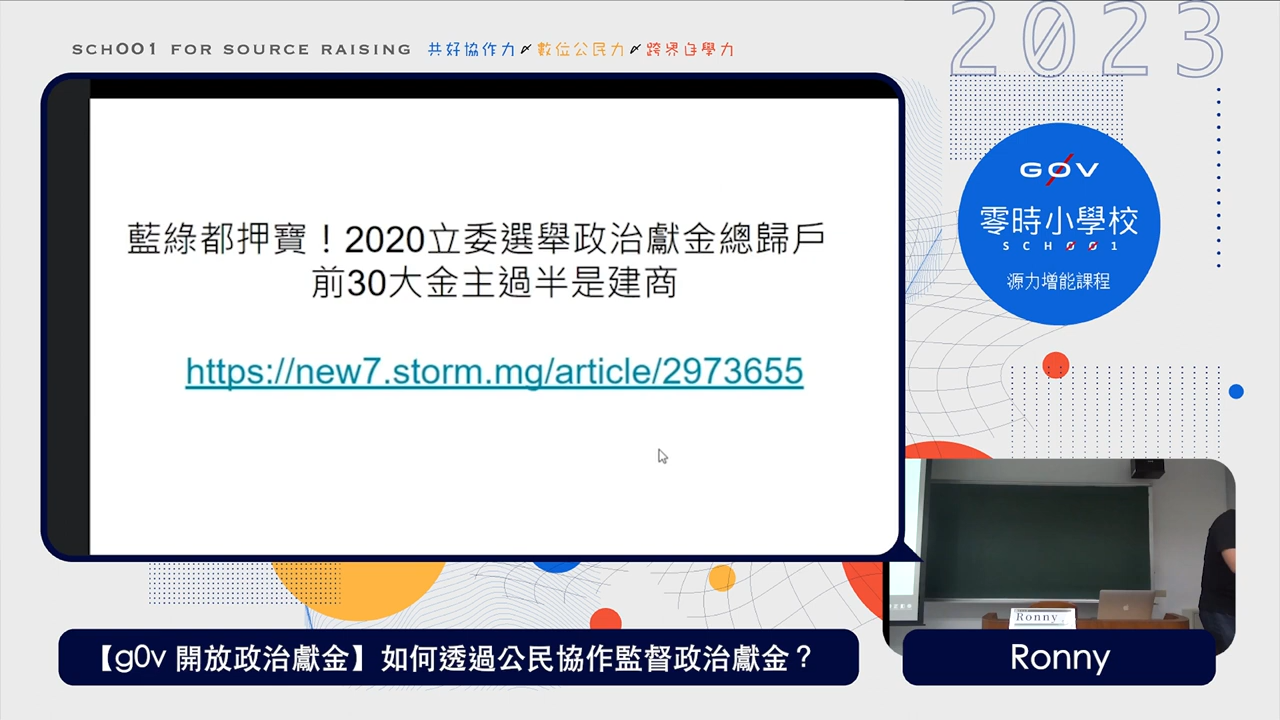 SCHOO1 FOR SOURCE RAISING 共好協作力 數位公民力 跨界自學力
2023
藍綠都押寶！2020立委選舉政治獻金總歸戶
前30大金主過半是建商
https://new7.storm.mg/article/2973655
G0V
零時小學校
SCHOO1
源力增能課程
Ronny
【g0v 開放政治獻金】如何透過公民協作監督政治獻金？
Ronny